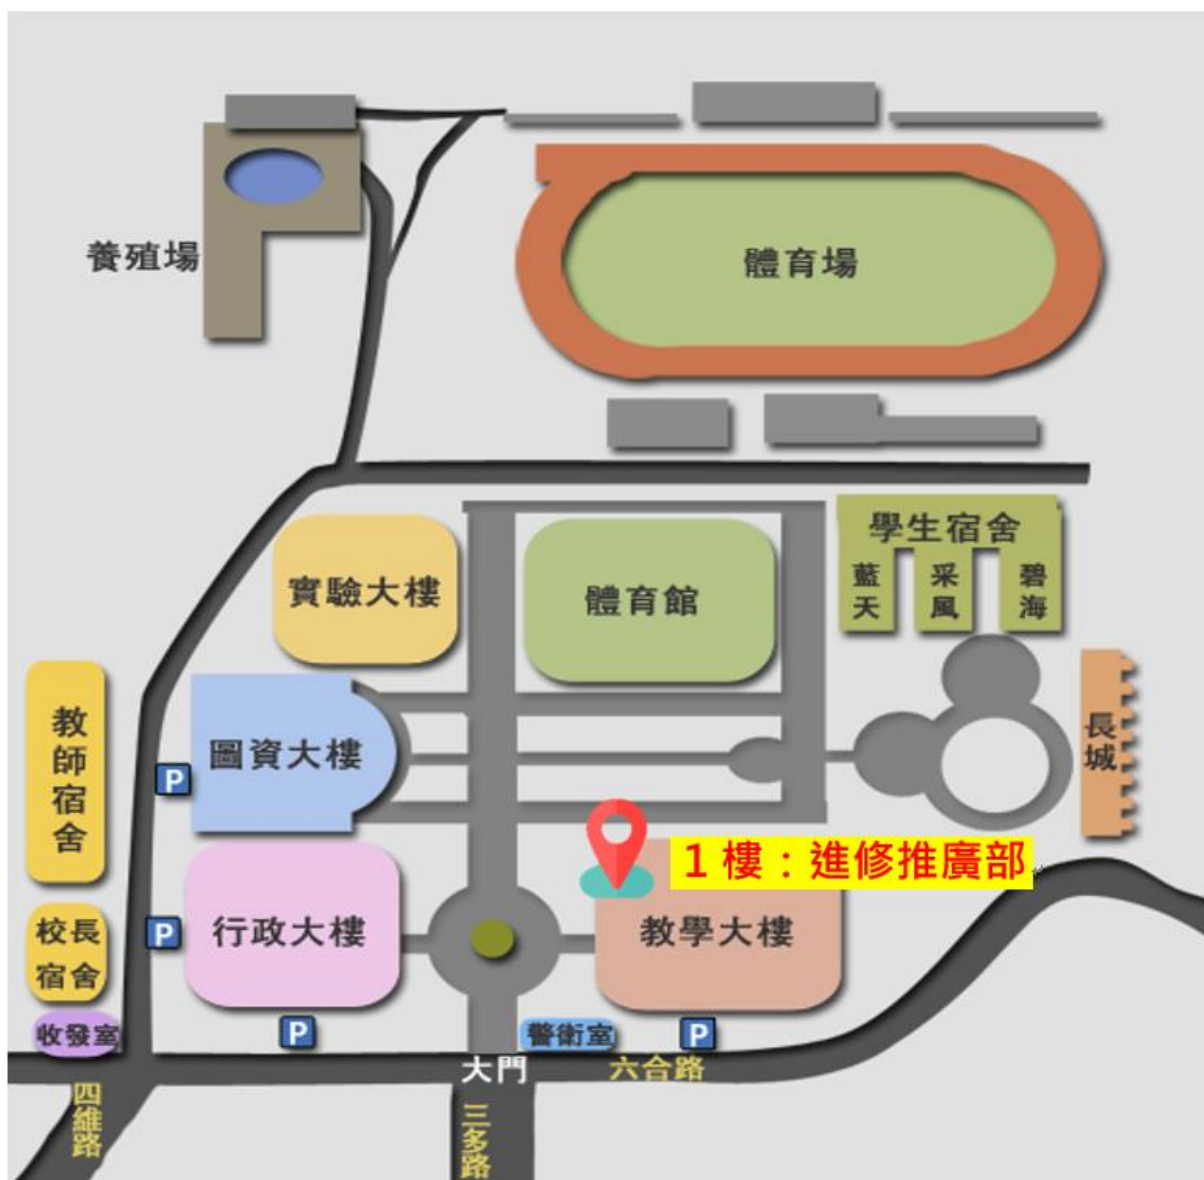 養殖場
體育場
學生宿舍
藍天
采風
碧海
實驗大樓
體育館
教師宿舍
圖資大樓
長城
P
1 樓：進修推廣部
校長
宿舍
P
行政大樓
教學大樓
收發室
P
警衛室
P
大門
六合路
四維路
三多路